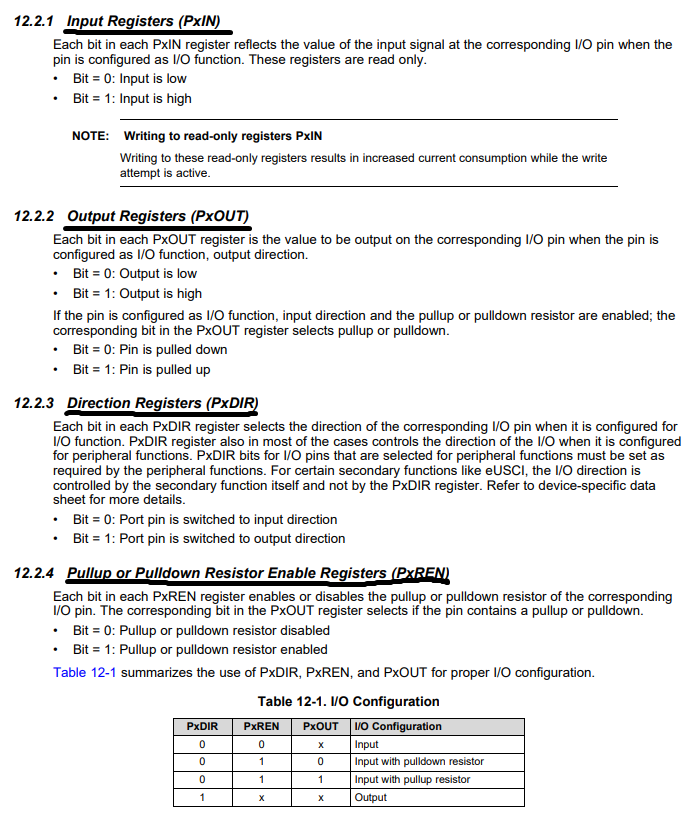 12.2.1 Input Registers (PxIN)
Each bit in each PxIN register reflects the value of the input signal at the corresponding I/O pin when the
pin is configured as I/O function. These registers are read only.
• Bit = 0: Input is low
• Bit = 1: Input is high
NOTE: Writing to read-only registers PxIN
Writing to these read-only registers results in increased current consumption while the write
attempt is active.
12.2.2 Output Registers (PxOUT)
Each bit in each PxOUT register is the value to be output on the corresponding I/O pin when the pin is
configured as I/O function, output direction.
• Bit = 0: Output is low
• Bit = 1: Output is high
If the pin is configured as I/O function, input direction and the pullup or pulldown resistor are enabled; the
corresponding bit in the PxOUT register selects pullup or pulldown.
• Bit = 0: Pin is pulled down
• Bit = 1: Pin is pulled up
12.2.3 Direction Registers (PxDIR)
Each bit in each PxDIR register selects the direction of the corresponding I/O pin when it is configured for
I/O function. PxDIR register also in most of the cases controls the direction of the I/O when it is configured
for peripheral functions. PxDIR bits for I/O pins that are selected for peripheral functions must be set as
required by the peripheral functions. For certain secondary functions like eUSCI, the I/O direction is
controlled by the secondary function itself and not by the PxDIR register. Refer to device-specific data
sheet for more details.
• Bit = 0: Port pin is switched to input direction
• Bit = 1: Port pin is switched to output direction
12.2.4 Pullup or Pulldown Resistor Enable Registers (PxREN)
Each bit in each PxREN register enables or disables the pullup or pulldown resistor of the corresponding
I/O pin. The corresponding bit in the PxOUT register selects if the pin contains a pullup or pulldown.
• Bit = 0: Pullup or pulldown resistor disabled
• Bit = 1: Pullup or pulldown resistor enabled
Table 12-1 summarizes the use of PxDIR, PxREN, and PxOUT for proper I/O configuration.
Table 12-1. I/O Configuration
PxDIR PxREN PxOUT I/O Configuration
0 0 x Input
0 1 0 Input with pulldown resistor
0 1 1 Input with pullup resistor
1 x x Output